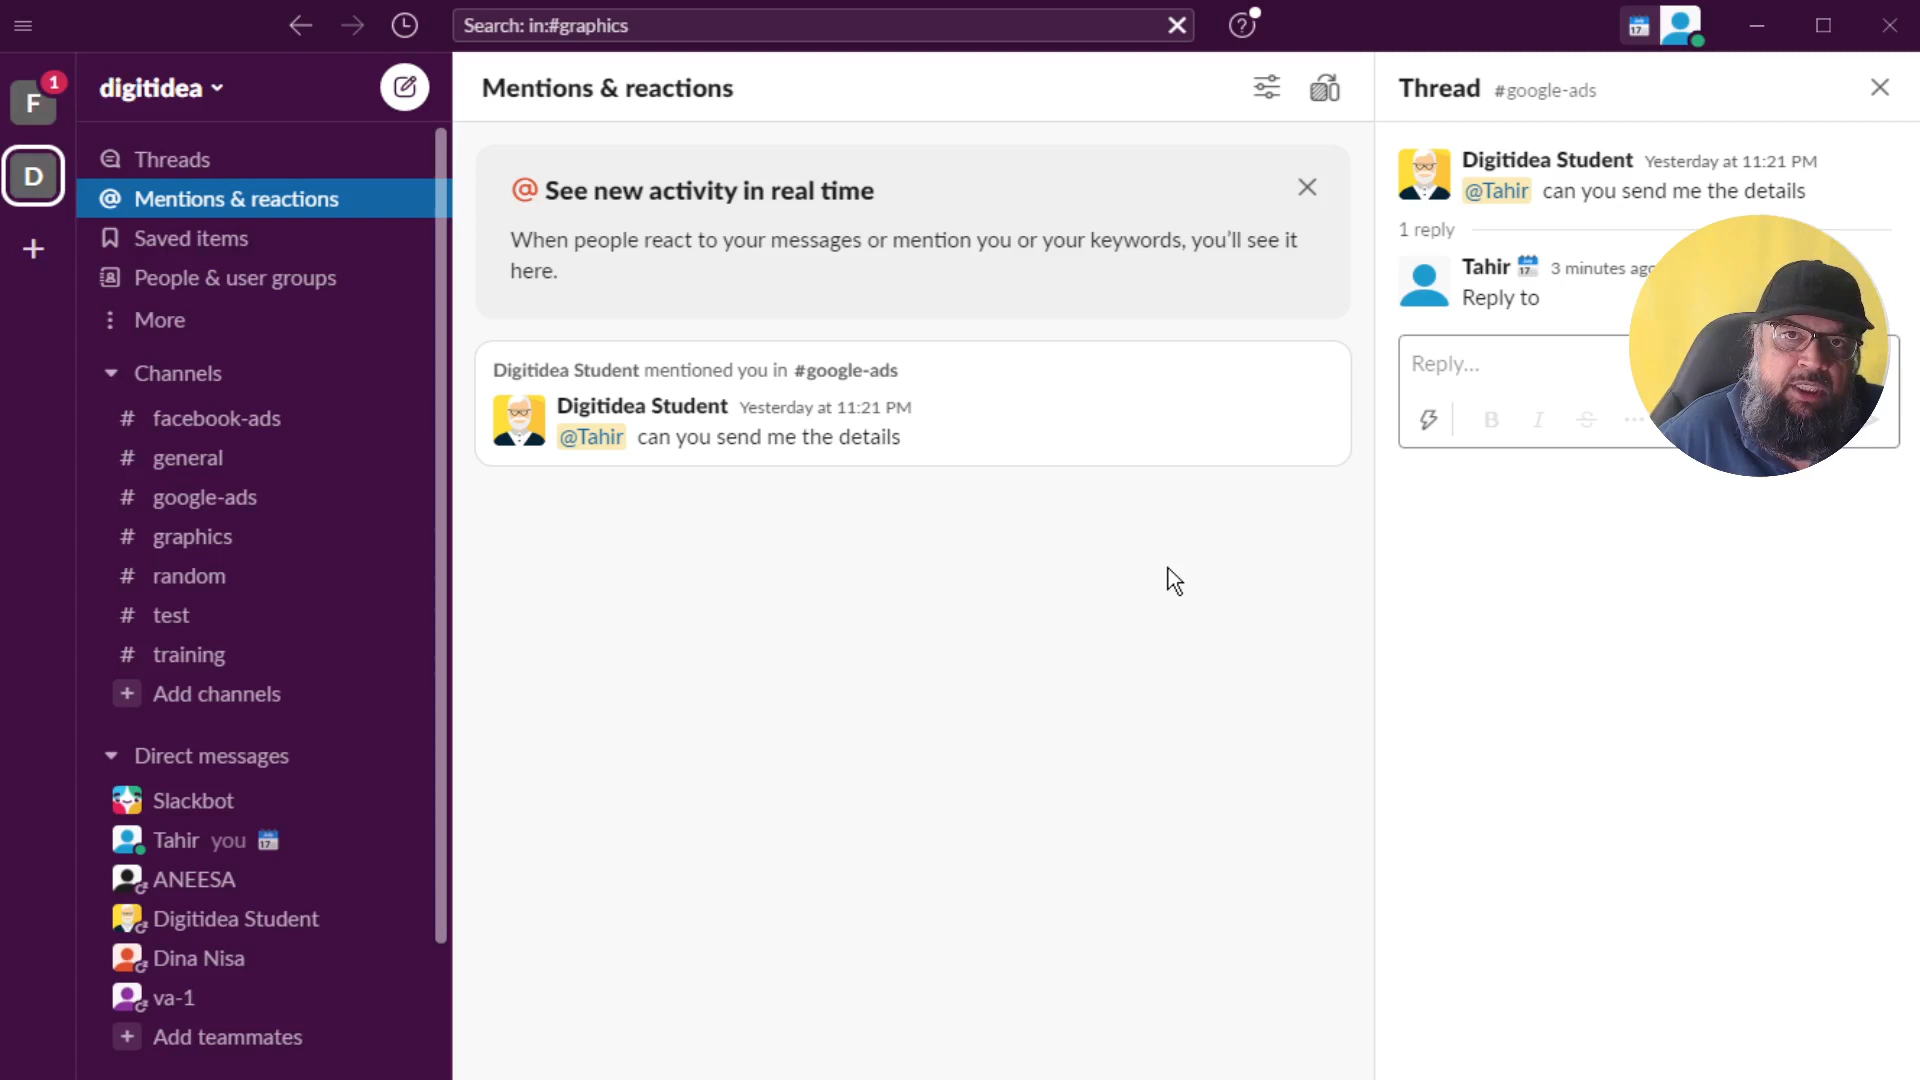 Search: in:#graphics
F
1
D
digitidea
Threads
Mentions & reactions
Saved items
People & user groups
More
Channels
# facebook-ads
# general
# google-ads
# graphics
# random
# test
# training
+ Add channels
Direct messages
Slackbot
Tahir you
ANEESA
Digitidea Student
Dina Nisa
va-1
+ Add teammates
Mentions & reactions
@ See new activity in real time
When people react to your messages or mention you or your keywords, you’ll see it
here.
Digitidea Student mentioned you in #google-ads
Digitidea Student Yesterday at 11:21 PM
@Tahir can you send me the details
Thread #google-ads
Digitidea Student Yesterday at 11:21 PM
@Tahir can you send me the details
1 reply
Tahir 3 minutes ago
Reply to
Reply...
B I S